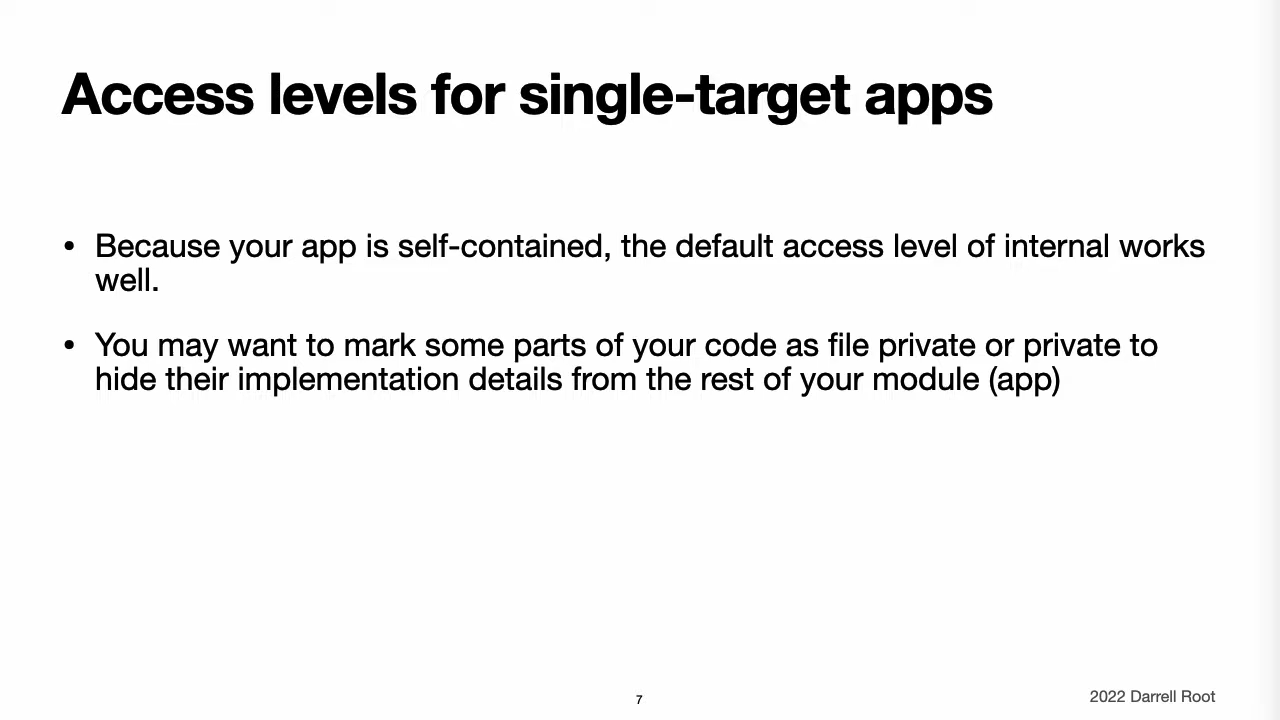 Access levels for single-target apps
• Because your app is self-contained, the default access level of internal works
well.
• You may want to mark some parts of your code as file private or private to
hide their implementation details from the rest of your module (app)
7
2022 Darrell Root